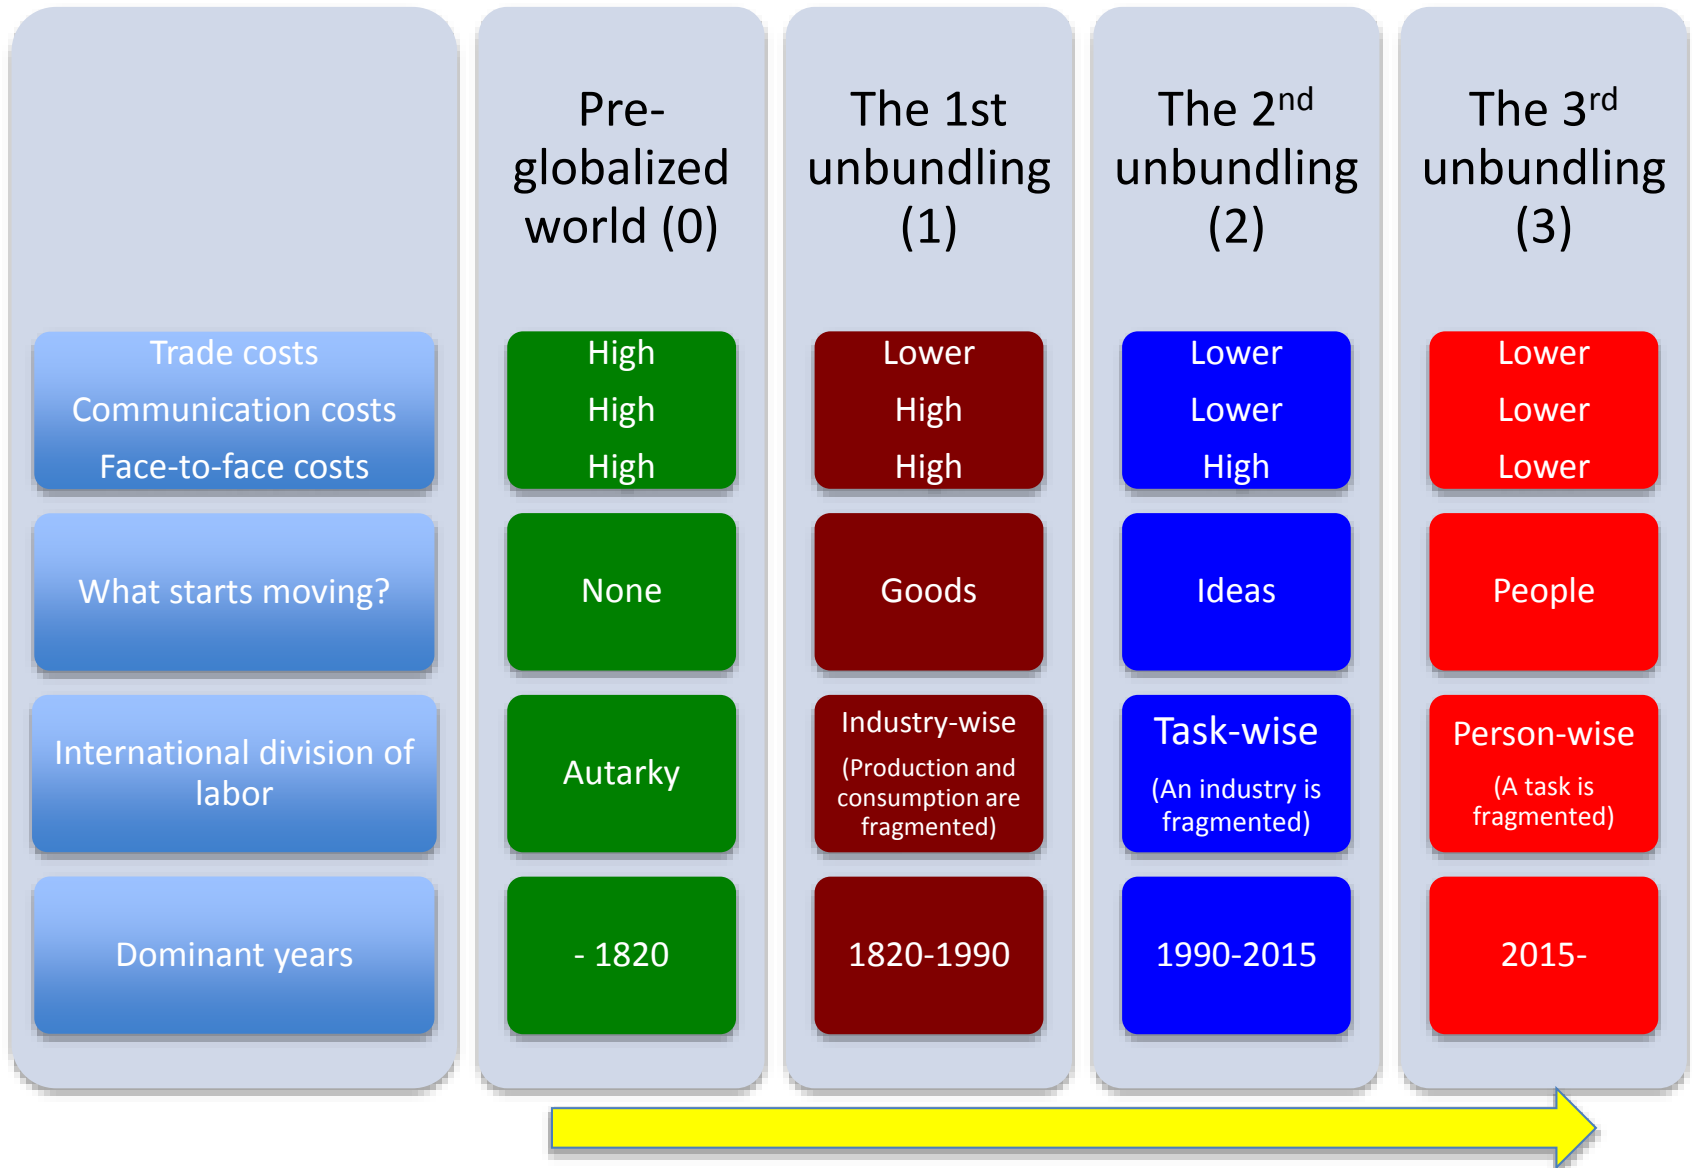 Pre-
globalized
world (0)
The 1st
unbundling
(1)
The 2nd
unbundling
(2)
The 3rd
unbundling
(3)
Trade costs
Communication costs
Face-to-face costs
High
High
High
Lower
High
High
Lower
Lower
High
Lower
Lower
Lower
What starts moving?
None
Goods
Ideas
People
International division of
labor
Autarky
Industry-wise
(Production and
consumption are
fragmented)
Task-wise
(An industry is
fragmented)
Person-wise
(A task is
fragmented)
Dominant years
- 1820
1820-1990
1990-2015
2015-